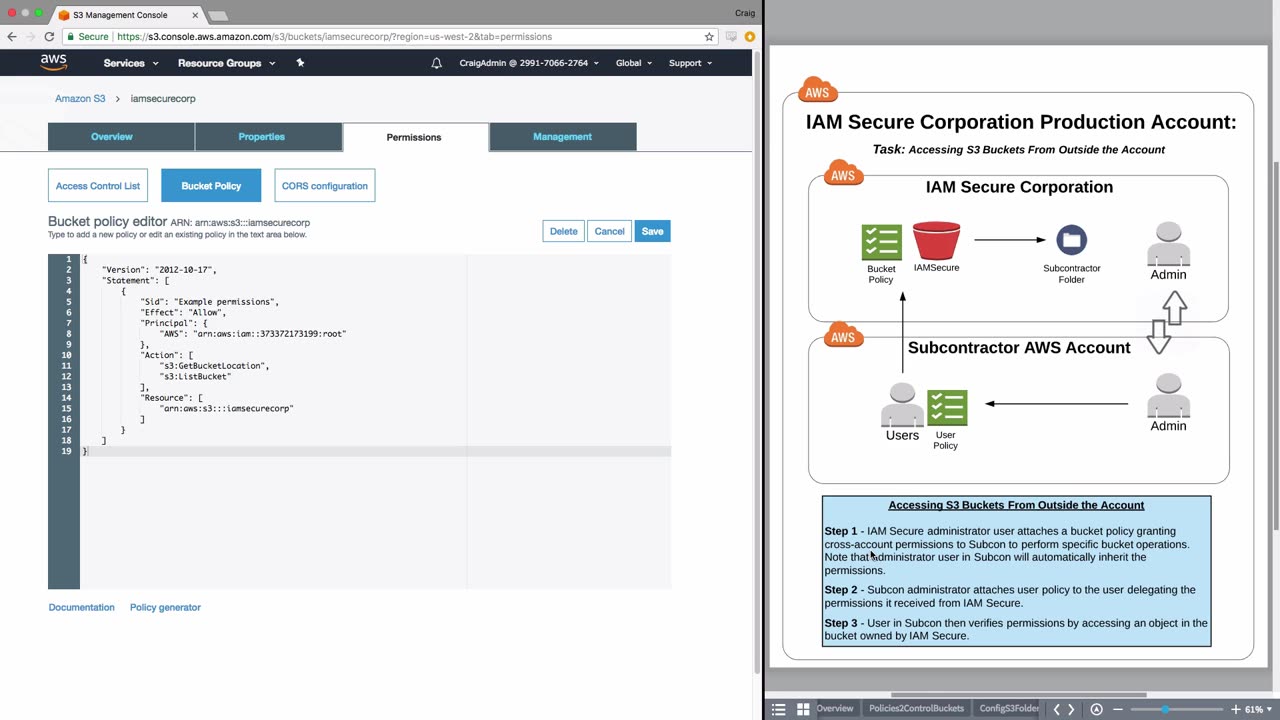 S3 Management Console
Craig
Secure https://s3.console.aws.amazon.com/s3/buckets/iamsecurecorp/?region=us-west-2&tab=permissions
aws Services Resource Groups CraigAdmin @ 2991-7066-2764 Global Support
Amazon S3 > iamsecurecorp
Overview Properties Permissions Management
Access Control List Bucket Policy CORS configuration
Bucket policy editor ARN: arn:aws:s3:::iamsecurecorp
Type to add a new policy or edit an existing policy in the text area below.
Delete Cancel Save
1 {
2 "Version": "2012-10-17",
3 "Statement": [
4 {
5 "Sid": "Example permissions",
6 "Effect": "Allow",
7 "Principal": {
8 "AWS": "arn:aws:iam::373372173199:root"
9 },
10 "Action": [
11 "s3:GetBucketLocation",
12 "s3:ListBucket"
13 ],
14 "Resource": [
15 "arn:aws:s3:::iamsecurecorp"
16 ]
17 }
18 ]
19 }
Documentation Policy generator
AWS
IAM Secure Corporation Production Account:
Task: Accessing S3 Buckets From Outside the Account
AWS
IAM Secure Corporation
Bucket
Policy
IAMSecure
Subcontractor
Folder
Admin
AWS
Subcontractor AWS Account
Users
User
Policy
Admin
Accessing S3 Buckets From Outside the Account
Step 1 - IAM Secure administrator user attaches a bucket policy granting
cross-account permissions to Subcon to perform specific bucket operations.
Note that administrator user in Subcon will automatically inherit the
permissions.
Step 2 - Subcon administrator attaches user policy to the user delegating the
permissions it received from IAM Secure.
Step 3 - User in Subcon then verifies permissions by accessing an object in the
bucket owned by IAM Secure.
Overview Policies2ControlBuckets ConfigS3Folder 61%